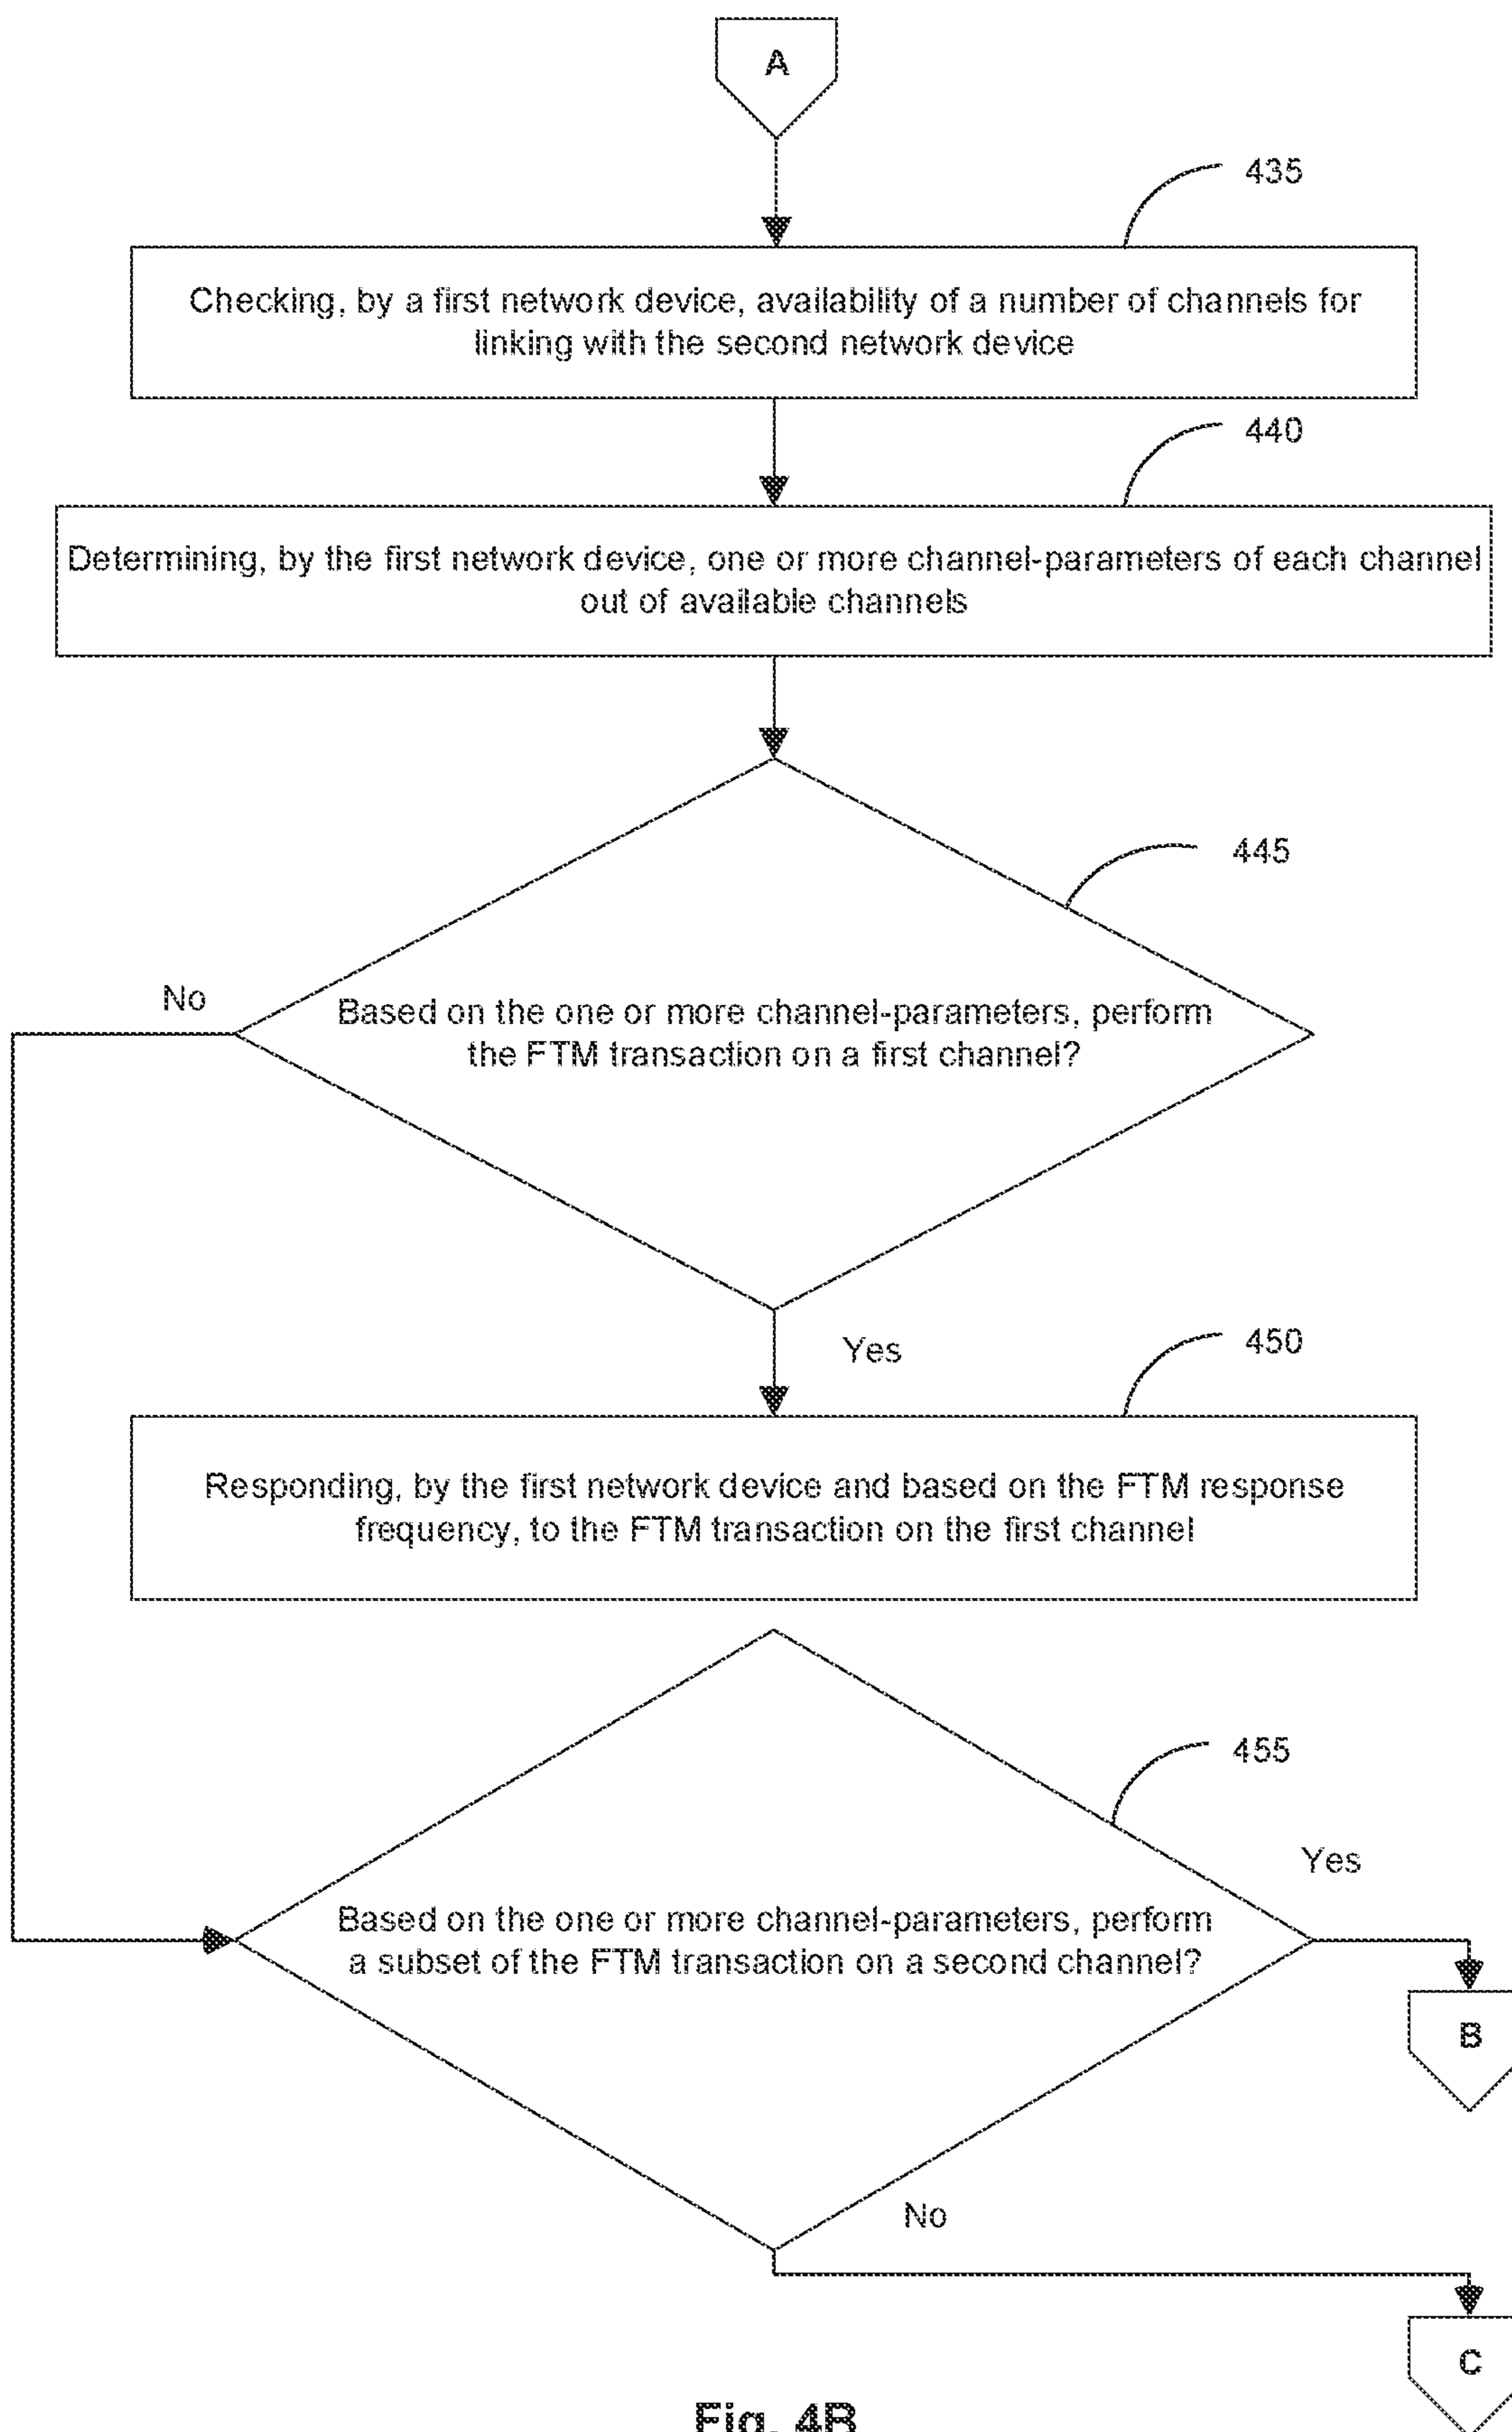 A
435
Checking, by a first network device, availability of a number of channels for
linking with the second network device
440
Determining, by the first network device, one or more channel-parameters of each channel
out of available channels
445
No
Based on the one or more channel-parameters, perform
the FTM transaction on a first channel?
Yes
450
Responding, by the first network device and based on the FTM response
frequency, to the FTM transaction on the first channel
455
Yes
Based on the one or more channel-parameters, perform
a subset of the FTM transaction on a second channel?
B
No
C
Fig. 4B